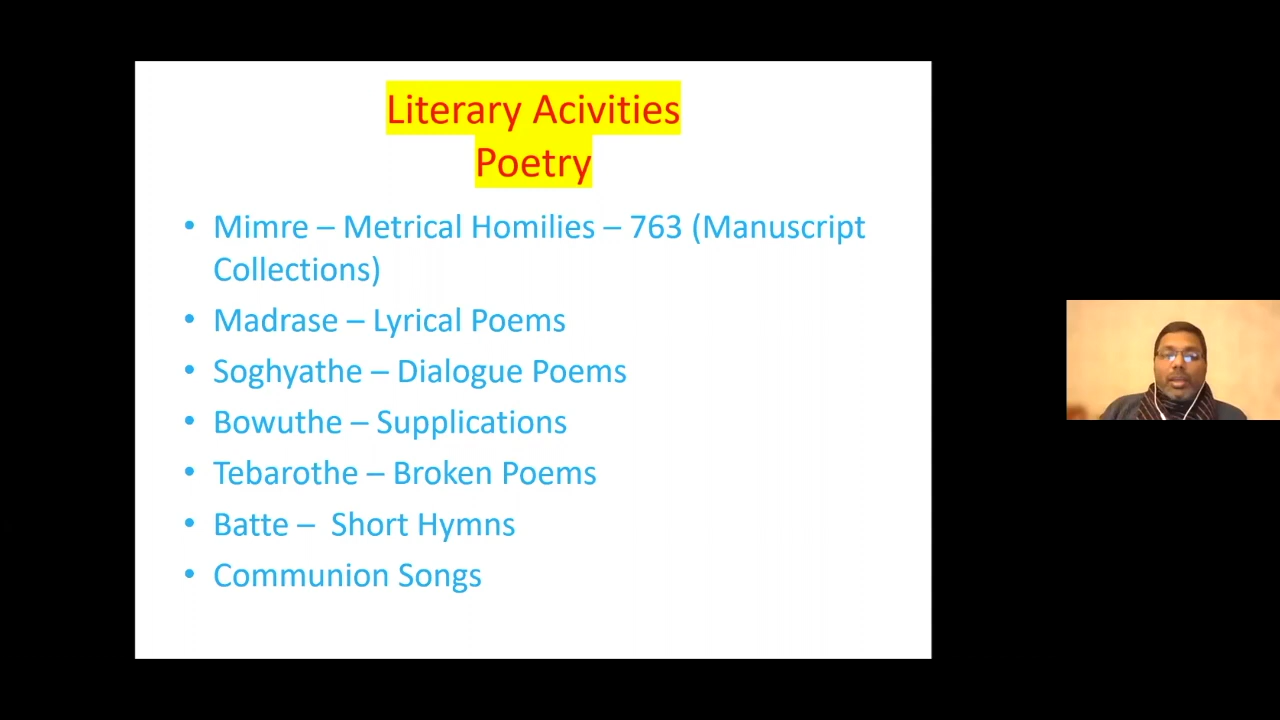 Literary Acivities
Poetry
• Mimre – Metrical Homilies – 763 (Manuscript
Collections)
• Madrase – Lyrical Poems
• Soghyathe – Dialogue Poems
• Bowuthe – Supplications
• Tebarothe – Broken Poems
• Batte – Short Hymns
• Communion Songs